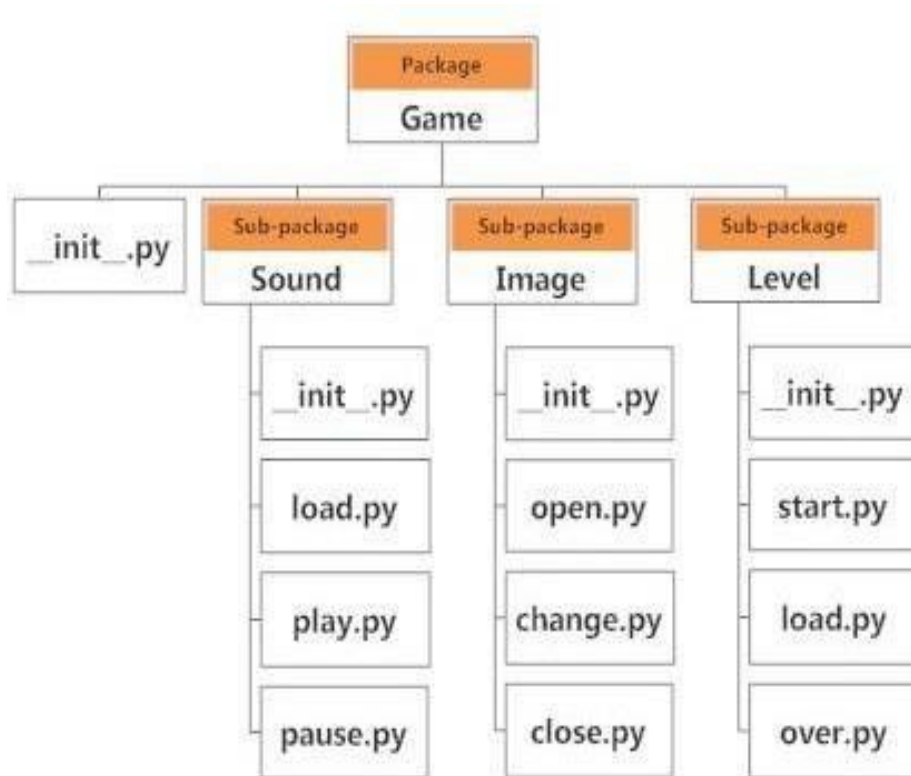 Package
Game
__init__.py
Sub-package
Sound
Sub-package
Image
Sub-package
Level
__init__.py
load.py
play.py
pause.py
__init__.py
open.py
change.py
close.py
__init__.py
start.py
load.py
over.py